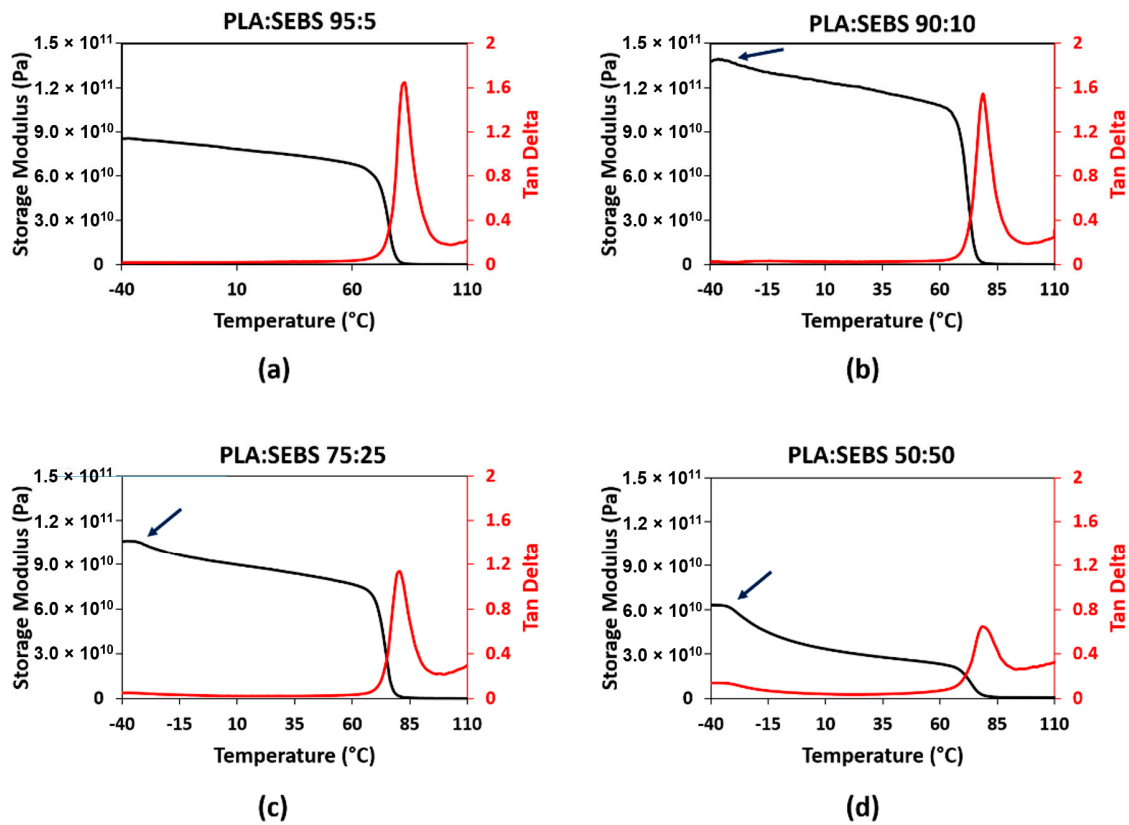 PLA:SEBS 95:5
1.5 × 10¹¹
1.2 × 10¹¹
9.0 × 10¹⁰
6.0 × 10¹⁰
3.0 × 10¹⁰
0
Storage Modulus (Pa)
2
1.6
1.2
0.8
0.4
0
Tan Delta
-40 10 60 110
Temperature (°C)
(a)
PLA:SEBS 90:10
1.5 × 10¹¹
1.2 × 10¹¹
9.0 × 10¹⁰
6.0 × 10¹⁰
3.0 × 10¹⁰
0
Storage Modulus (Pa)
2
1.6
1.2
0.8
0.4
0
Tan Delta
-40 -15 10 35 60 85 110
Temperature (°C)
(b)
PLA:SEBS 75:25
1.5 × 10¹¹
1.2 × 10¹¹
9.0 × 10¹⁰
6.0 × 10¹⁰
3.0 × 10¹⁰
0
Storage Modulus (Pa)
2
1.6
1.2
0.8
0.4
0
Tan Delta
-40 -15 10 35 60 85 110
Temperature (°C)
(c)
PLA:SEBS 50:50
1.5 × 10¹¹
1.2 × 10¹¹
9.0 × 10¹⁰
6.0 × 10¹⁰
3.0 × 10¹⁰
0
Storage Modulus (Pa)
2
1.6
1.2
0.8
0.4
0
Tan Delta
-40 -15 10 35 60 85 110
Temperature (°C)
(d)